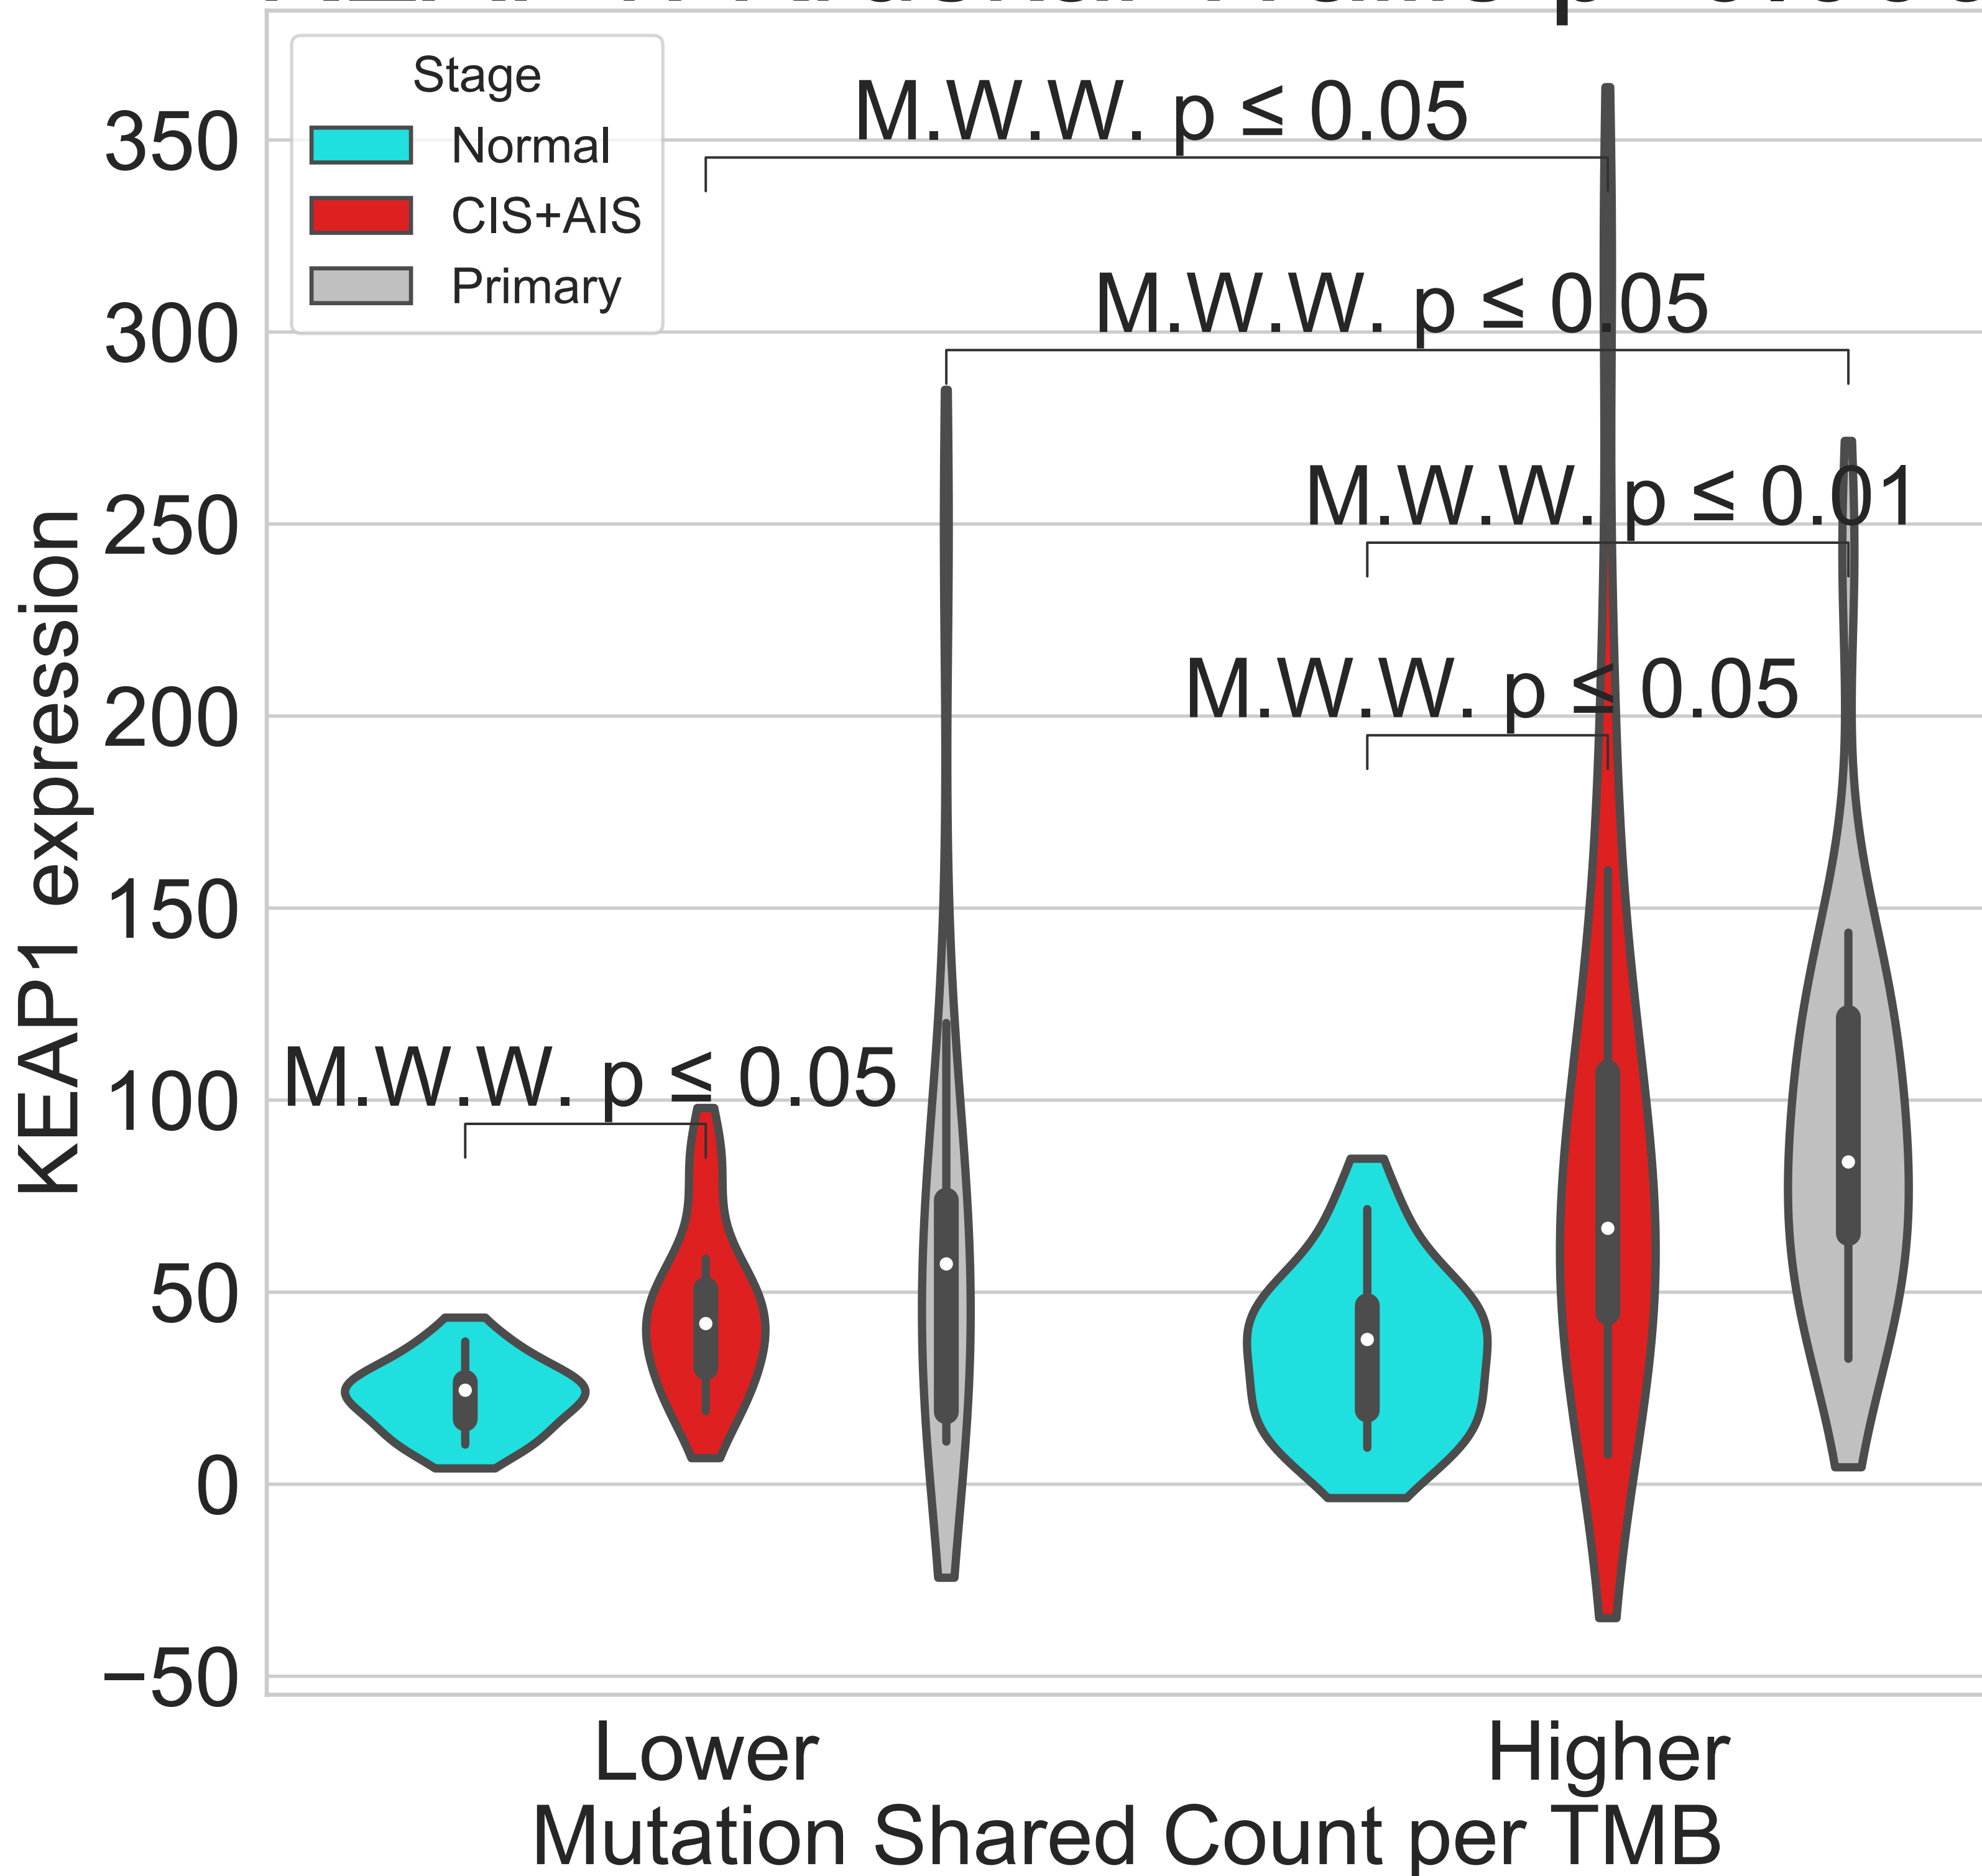 Stage
Normal
CIS+AIS
Primary
M.W.W. p ≤ 0.05
M.W.W. p ≤ 0.05
M.W.W. p ≤ 0.01
M.W.W. p ≤ 0.05
M.W.W. p ≤ 0.05
KEAP1 expression
350
300
250
200
150
100
50
0
−50
Lower
Higher
Mutation Shared Count per TMB